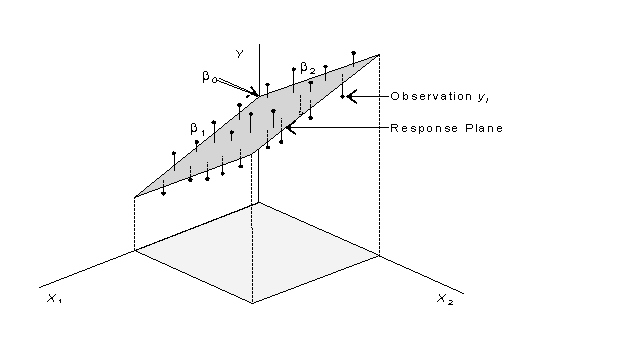 Y
β₀
β₂
Observation yᵢ
β₁
Response Plane
X₁
X₂